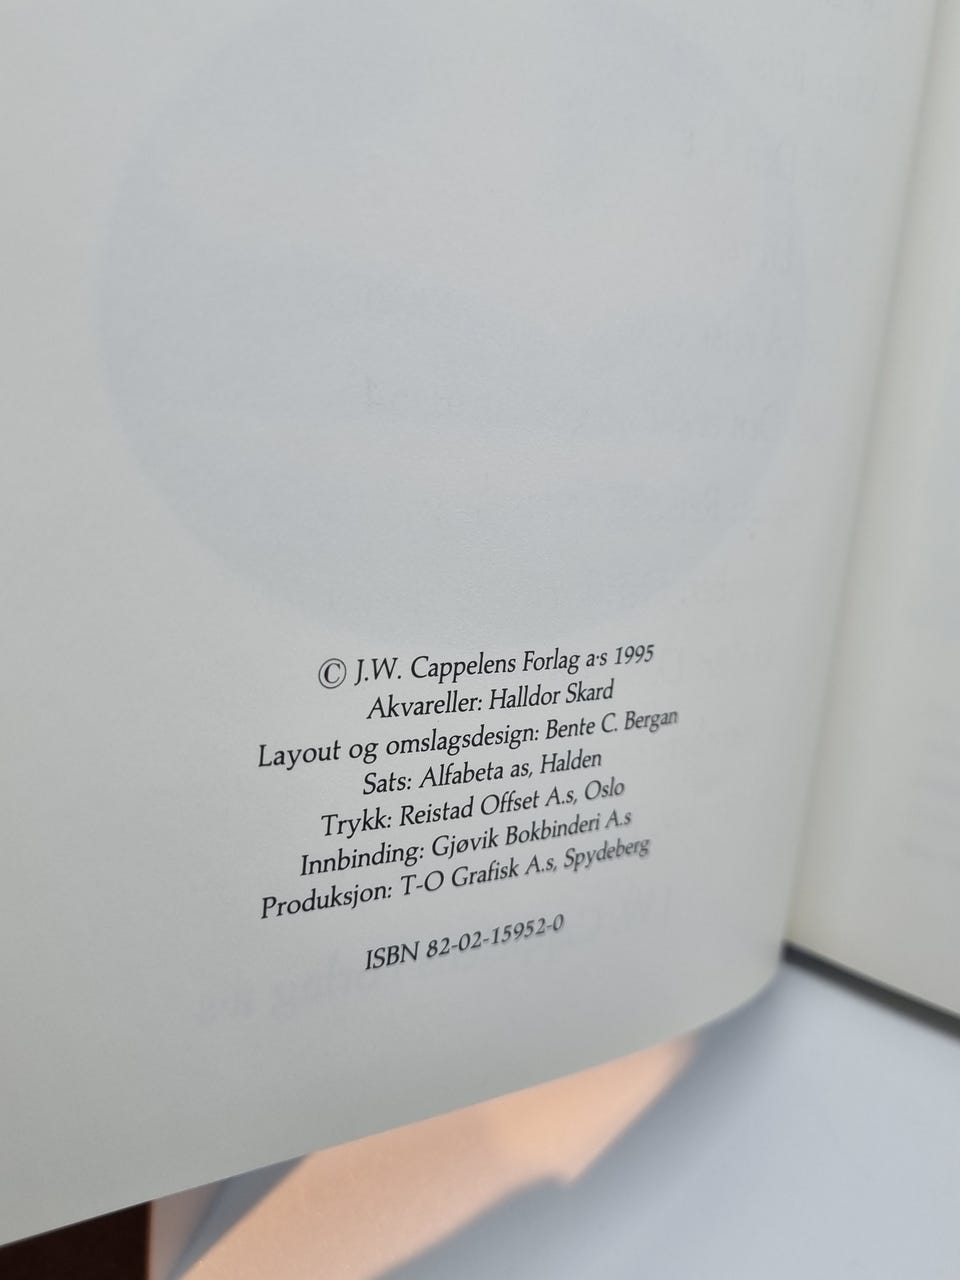 © J.W. Cappelens Forlag a·s 1995
Akvareller: Halldor Skard
Layout og omslagsdesign: Bente C. Bergan
Sats: Alfabeta as, Halden
Trykk: Reistad Offset A.s, Oslo
Innbinding: Gjøvik Bokbinderi A.s
Produksjon: T-O Grafisk A.s, Spydeberg
ISBN 82-02-15952-0